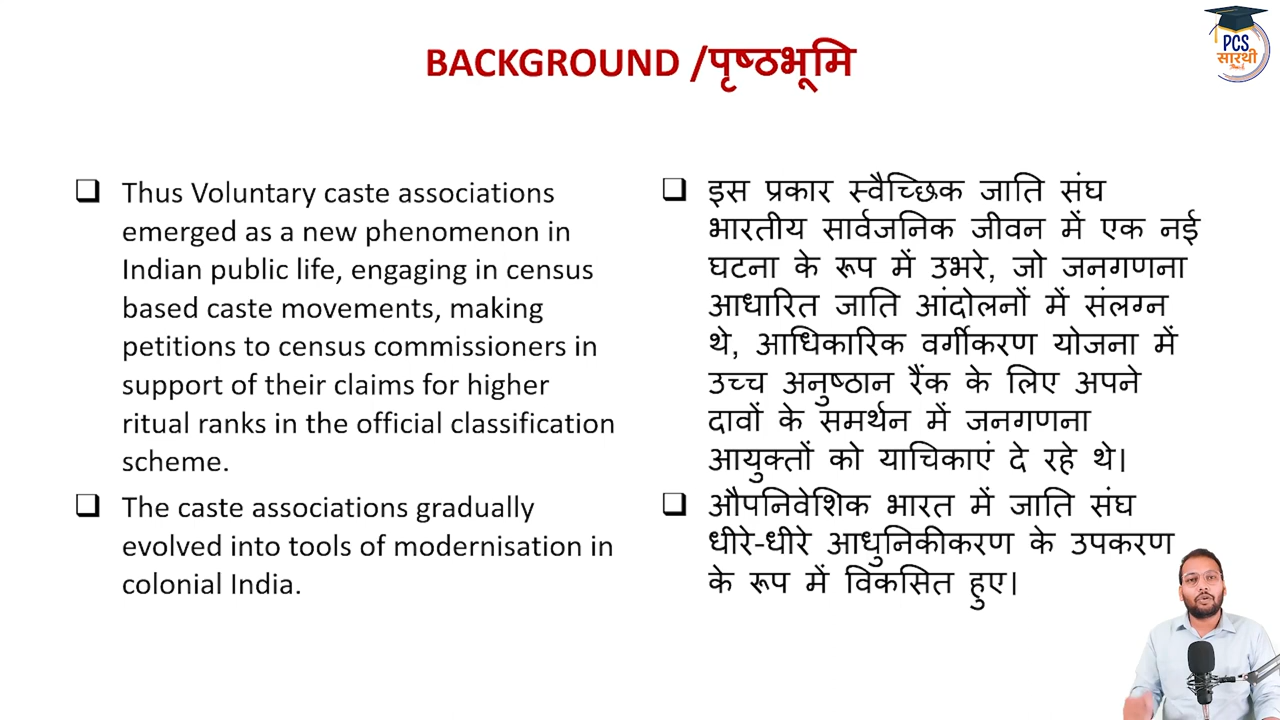 BACKGROUND /पृष्ठभूमि
PCS
सारथी
❑ Thus Voluntary caste associations
emerged as a new phenomenon in
Indian public life, engaging in census
based caste movements, making
petitions to census commissioners in
support of their claims for higher
ritual ranks in the official classification
scheme.
❑ The caste associations gradually
evolved into tools of modernisation in
colonial India.
❑ इस प्रकार स्वैच्छिक जाति संघ
भारतीय सार्वजनिक जीवन में एक नई
घटना के रूप में उभरे, जो जनगणना
आधारित जाति आंदोलनों में संलग्न
थे, आधिकारिक वर्गीकरण योजना में
उच्च अनुष्ठान रैंक के लिए अपने
दावों के समर्थन में जनगणना
आयुक्तों को याचिकाएं दे रहे थे।
❑ औपनिवेशिक भारत में जाति संघ
धीरे-धीरे आधुनिकीकरण के उपकरण
के रूप में विकसित हुए।